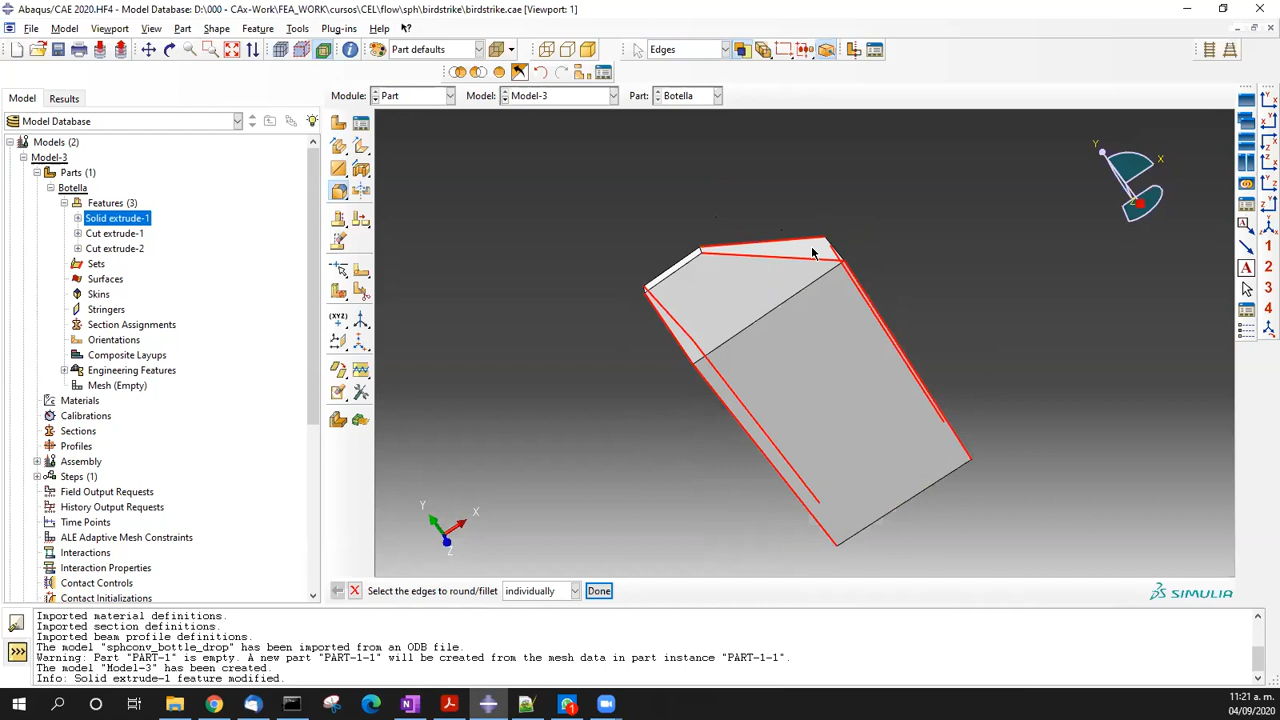 Abaqus/CAE 2020.HF4 - Model Database: D:\000 - CAx-Work\FEA_WORK\cursos\CEL\flow\sph\birdstrike\birdstrike.cae [Viewport: 1]
File Model Viewport View Part Shape Feature Tools Plug-ins Help
Part defaults Edges
Model Results Module: Part Model: Model-3 Part: Botella
Model Database
Models (2)
Model-3
Parts (1)
Botella
Features (3)
Solid extrude-1
Cut extrude-1
Cut extrude-2
Sets
Surfaces
Skins
Stringers
Section Assignments
Orientations
Composite Layups
Engineering Features
Mesh (Empty)
Materials
Calibrations
Sections
Profiles
Assembly
Steps (1)
Field Output Requests
History Output Requests
Time Points
ALE Adaptive Mesh Constraints
Interactions
Interaction Properties
Contact Controls
Contact Initializations
(XYZ)
Y
X
Z
Y
X
Z
1
2
3
4
A
A
Select the edges to round/fillet individually Done
SIMULIA
Imported material definitions.
Imported section definitions.
Imported beam profile definitions.
The model "sphconv_bottle_drop" has been imported from an ODB file.
Warning: Part "PART-1" is empty. A new part "PART-1-1" will be created from the mesh data in part instance "PART-1-1".
The model "Model-3" has been created.
Info: Solid extrude-1 feature modified.
11:21 a. m.
04/09/2020